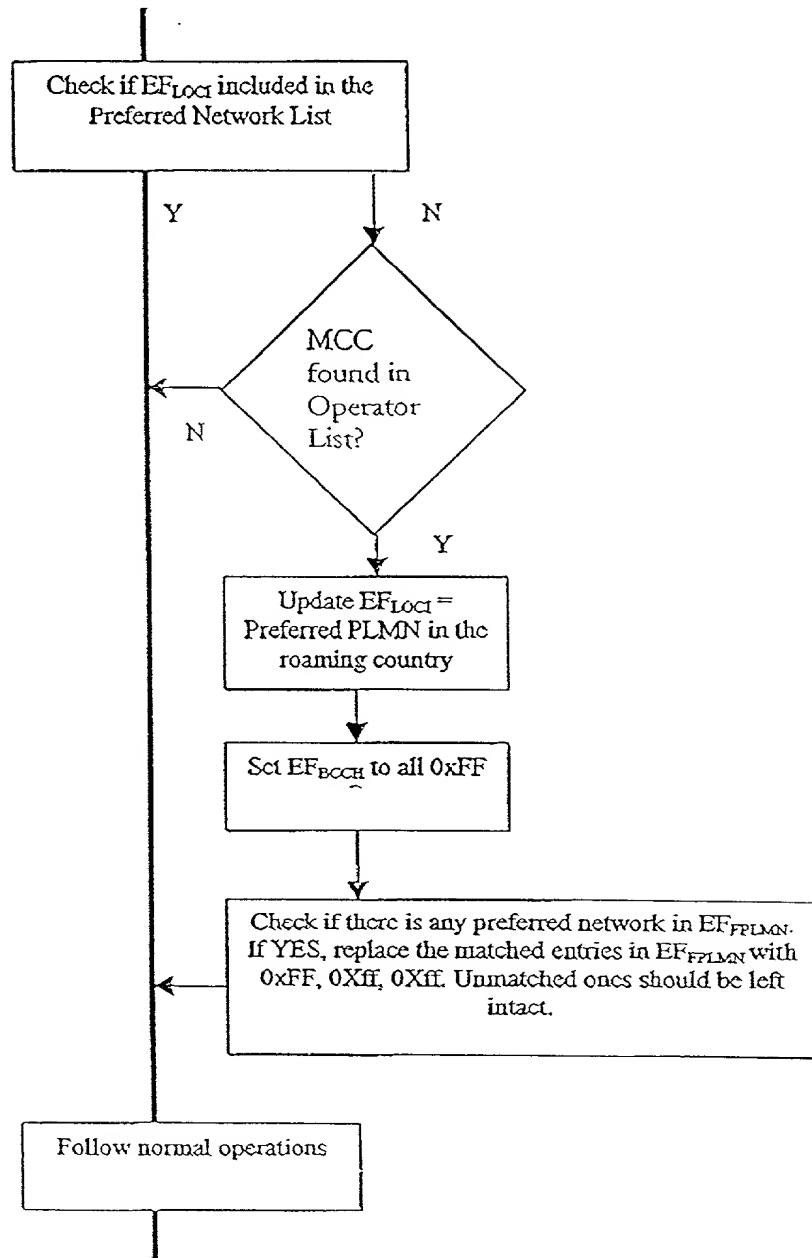 Check if EF_LOCI included in the
Preferred Network List
Y
N
MCC
found in
Operator
List?
N
Y
Update EF_LOCI =
Preferred PLMN in the
roaming country
Set EF_BCCH to all 0xFF
Check if there is any preferred network in EF_FPLMN.
If YES, replace the matched entries in EF_FPLMN with
0xFF, 0Xff, 0Xff. Unmatched ones should be left
intact.
Follow normal operations